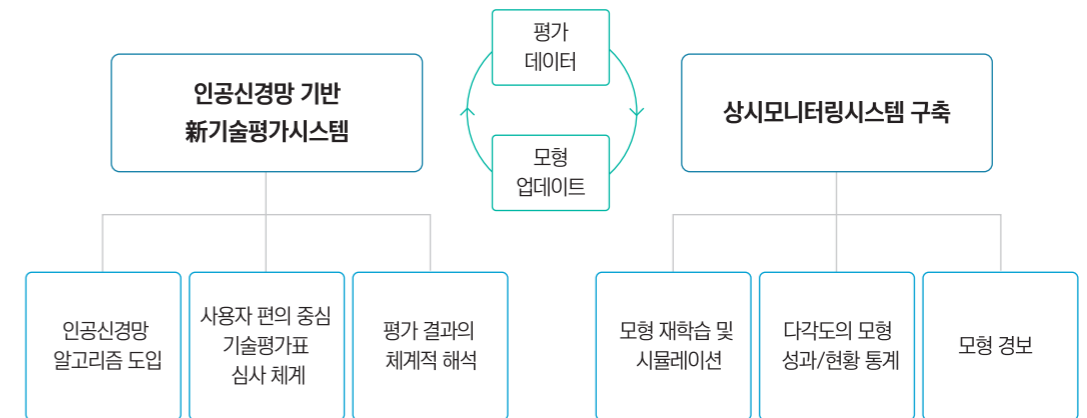 평가
데이터
인공신경망 기반
新기술평가시스템
상시모니터링시스템 구축
모형
업데이트
인공신경망
알고리즘 도입
사용자 편의 중심
기술평가표
심사 체계
평가 결과의
체계적 해석
모형 재학습 및
시뮬레이션
다각도의 모형
성과/현황 통계
모형 경보